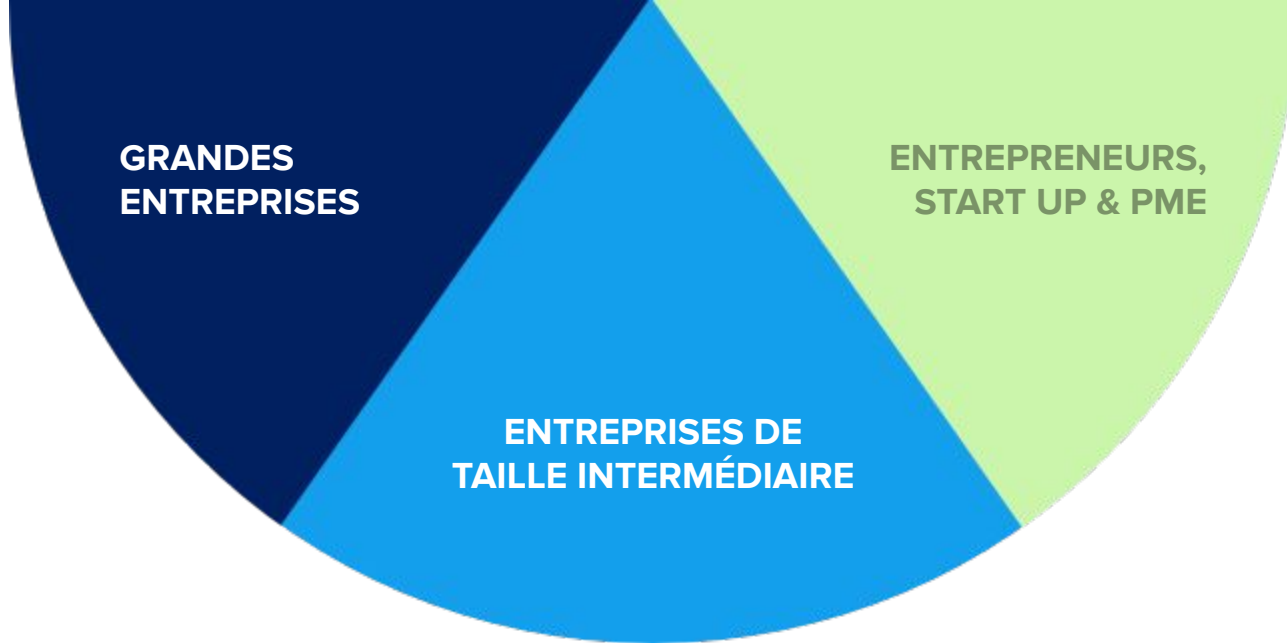 GRANDES
ENTREPRISES
ENTREPRENEURS,
START UP & PME
ENTREPRISES DE
TAILLE INTERMÉDIAIRE